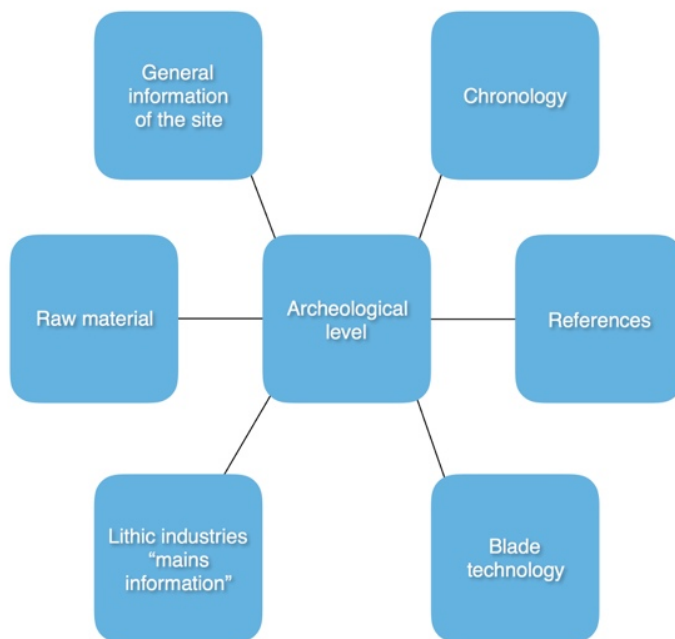 General
information
of the site
Chronology
Raw material
Archeological
level
References
Lithic industries
“mains
information”
Blade
technology